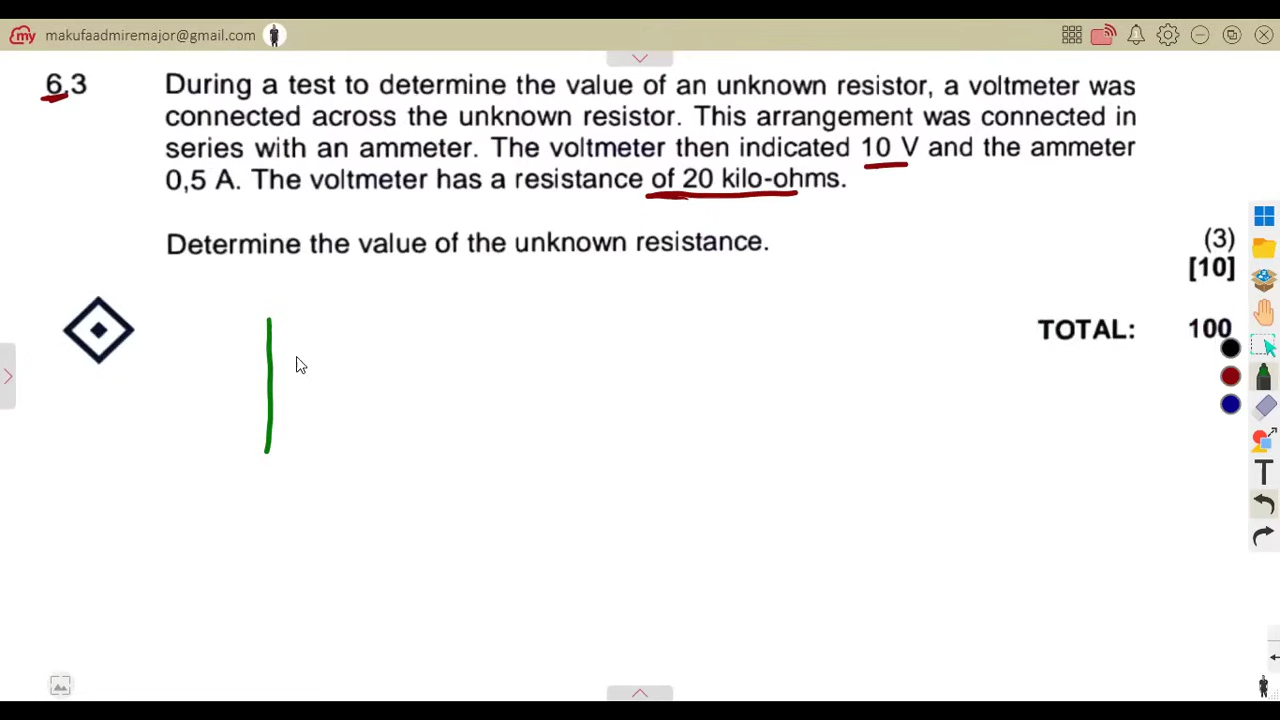 my makufaadmiremajor@gmail.com
6.3 During a test to determine the value of an unknown resistor, a voltmeter was
connected across the unknown resistor. This arrangement was connected in
series with an ammeter. The voltmeter then indicated 10 V and the ammeter
0,5 A. The voltmeter has a resistance of 20 kilo-ohms.
Determine the value of the unknown resistance. (3)
[10]
TOTAL: 100
T